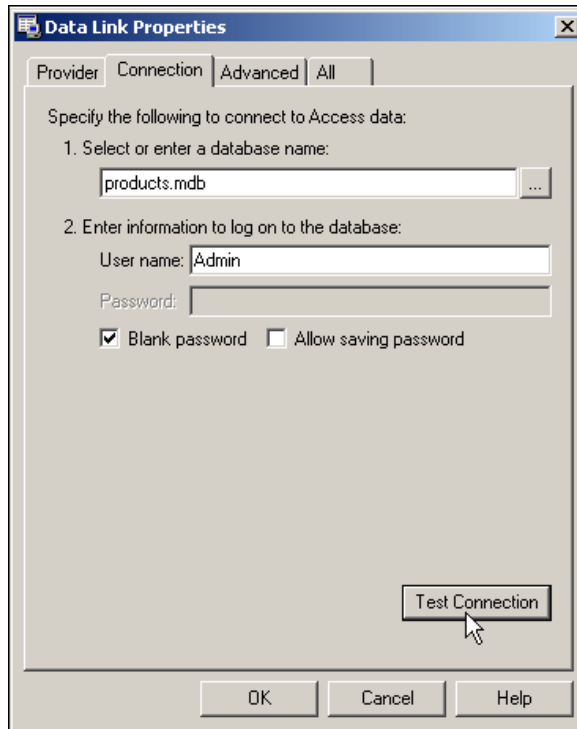 Data Link Properties
Provider Connection Advanced All
Specify the following to connect to Access data:
1. Select or enter a database name:
products.mdb ...
2. Enter information to log on to the database:
User name: Admin
Password:
Blank password Allow saving password
Test Connection
OK Cancel Help